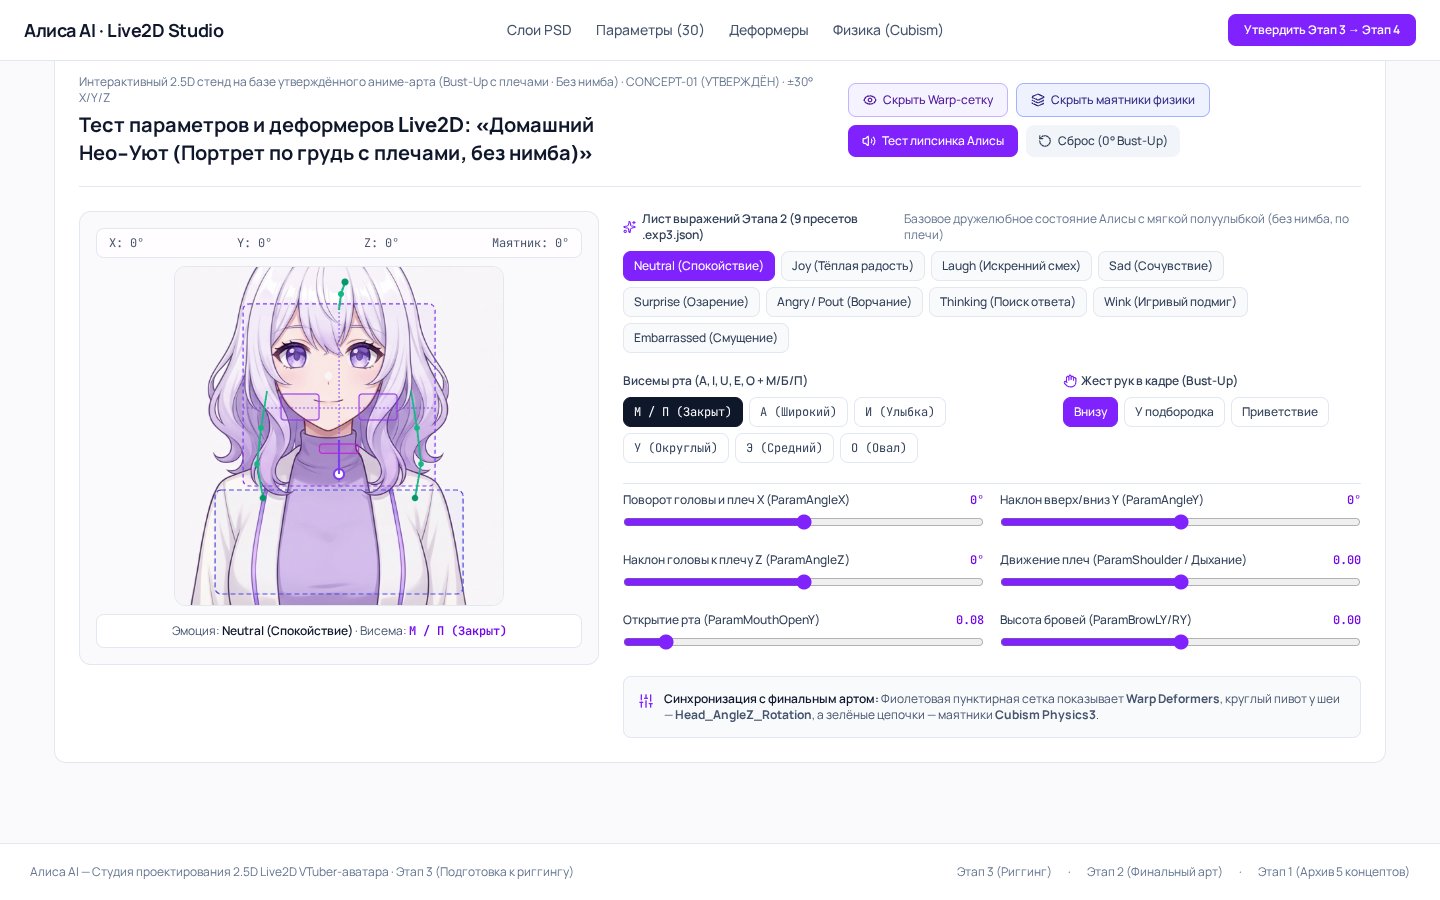 Алиса AI · Live2D Studio
Слои PSD
Параметры (30)
Деформеры
Физика (Cubism)
Утвердить Этап 3 → Этап 4
Интерактивный 2.5D стенд на базе утверждённого аниме-арта (Bust-Up с плечами · Без нимба) · CONCEPT-01 (УТВЕРЖДЁН) · ±30°
X/Y/Z
Тест параметров и деформеров Live2D: «Домашний
Нео-Уют (Портрет по грудь с плечами, без нимба)»
Скрыть Warp-сетку
Скрыть маятники физики
Тест липсинка Алисы
Сброс (0° Bust-Up)
X: 0°
Y: 0°
Z: 0°
Маятник: 0°
Эмоция: Neutral (Спокойствие) · Висема: М / П (Закрыт)
Лист выражений Этапа 2 (9 пресетов
.exp3.json)
Базовое дружелюбное состояние Алисы с мягкой полуулыбкой (без нимба, по
плечи)
Neutral (Спокойствие)
Joy (Тёплая радость)
Laugh (Искренний смех)
Sad (Сочувствие)
Surprise (Озарение)
Angry / Pout (Ворчание)
Thinking (Поиск ответа)
Wink (Игривый подмиг)
Embarrassed (Смущение)
Висемы рта (A, I, U, E, O + М/Б/П)
М / П (Закрыт)
А (Широкий)
И (Улыбка)
У (Округлый)
Э (Средний)
О (Овал)
Жест рук в кадре (Bust-Up)
Внизу
У подбородка
Приветствие
Поворот головы и плеч X (ParamAngleX)
0°
Наклон вверх/вниз Y (ParamAngleY)
0°
Наклон головы к плечу Z (ParamAngleZ)
0°
Движение плеч (ParamShoulder / Дыхание)
0.00
Открытие рта (ParamMouthOpenY)
0.08
Высота бровей (ParamBrowLY/RY)
0.00
Синхронизация с финальным артом: Фиолетовая пунктирная сетка показывает Warp Deformers, круглый пивот у шеи
— Head_AngleZ_Rotation, а зелёные цепочки — маятники Cubism Physics3.
Алиса AI — Студия проектирования 2.5D Live2D VTuber-аватара · Этап 3 (Подготовка к риггингу)
Этап 3 (Риггинг)
·
Этап 2 (Финальный арт)
·
Этап 1 (Архив 5 концептов)